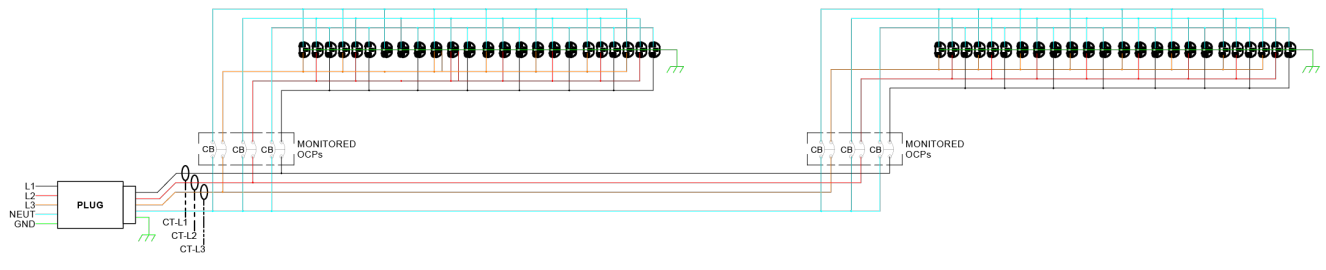 CB CB CB MONITORED
OCPs
CB CB CB MONITORED
OCPs
L1
L2
L3
NEUT
GND
PLUG
CT-L1
CT-L2
CT-L3